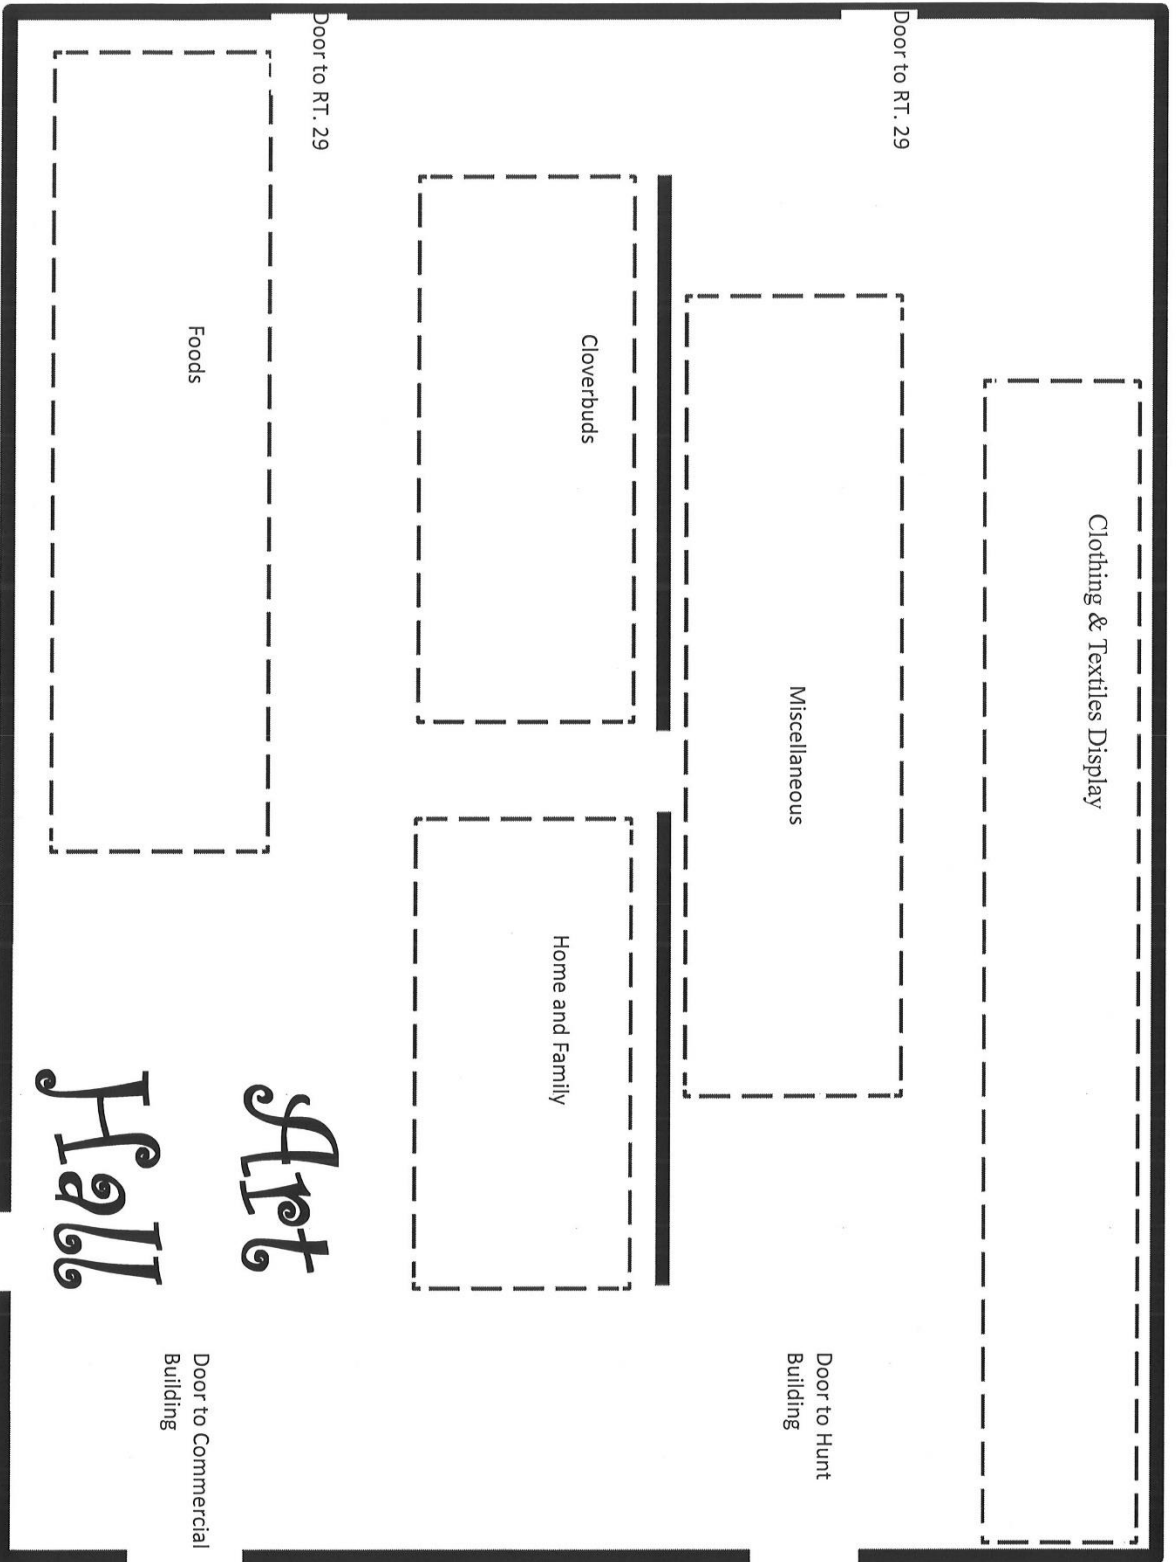 Clothing & Textiles Display
Door to RT. 29
Miscellaneous
Door to Hunt
Building
Cloverbuds
Home and Family
Door to RT. 29
Foods
Art
Hall
Door to Commercial
Building